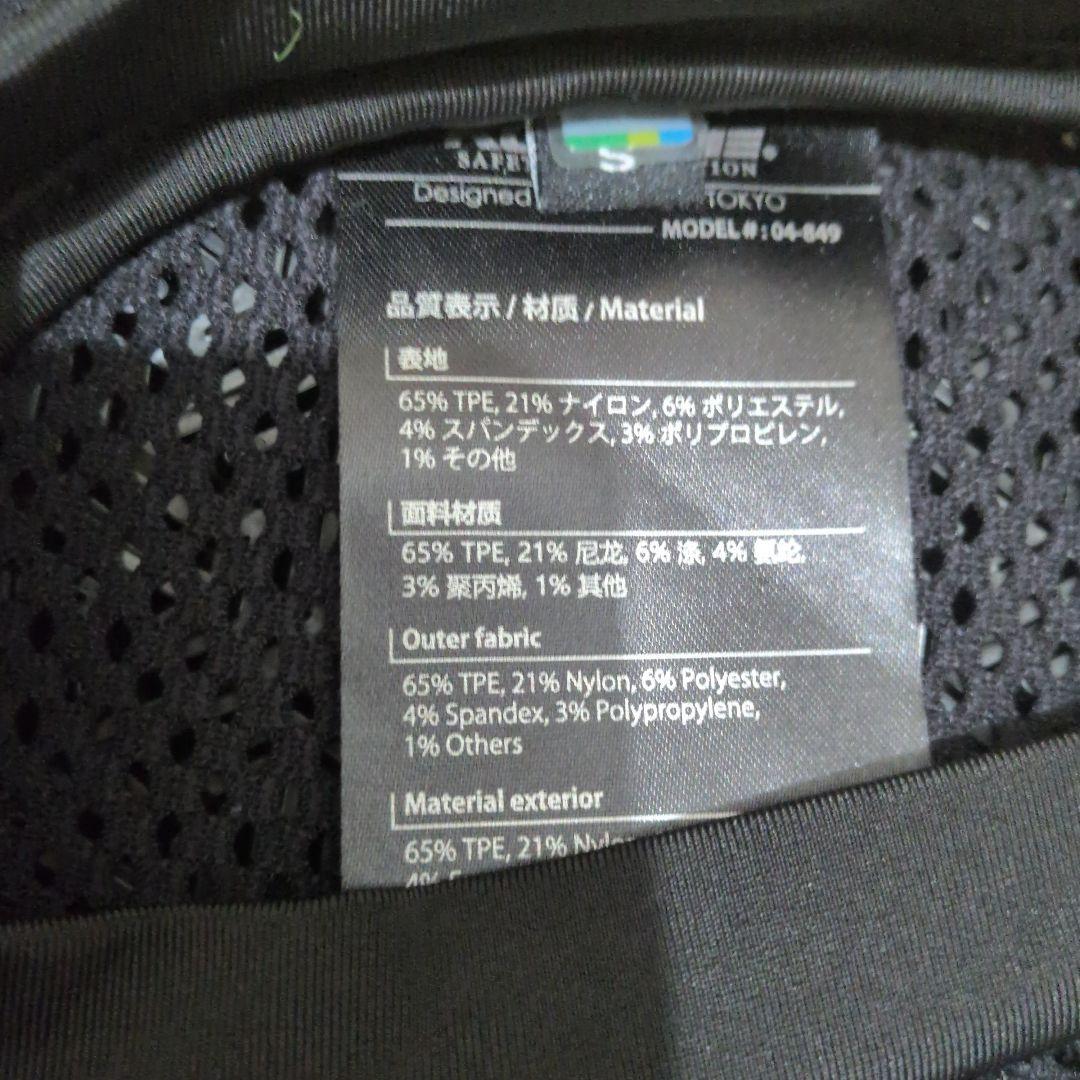 S
Designed TOKYO
MODEL # : 04-849
品質表示 / 材质 / Material
表地
65% TPE, 21% ナイロン, 6% ポリエステル,
4% スパンデックス, 3% ポリプロピレン,
1% その他
面料材质
65% TPE, 21% 尼龙, 6% 涤, 4% 氨纶,
3% 聚丙烯, 1% 其他
Outer fabric
65% TPE, 21% Nylon, 6% Polyester,
4% Spandex, 3% Polypropylene,
1% Others
Material exterior
65% TPE, 21% Nylo
4%